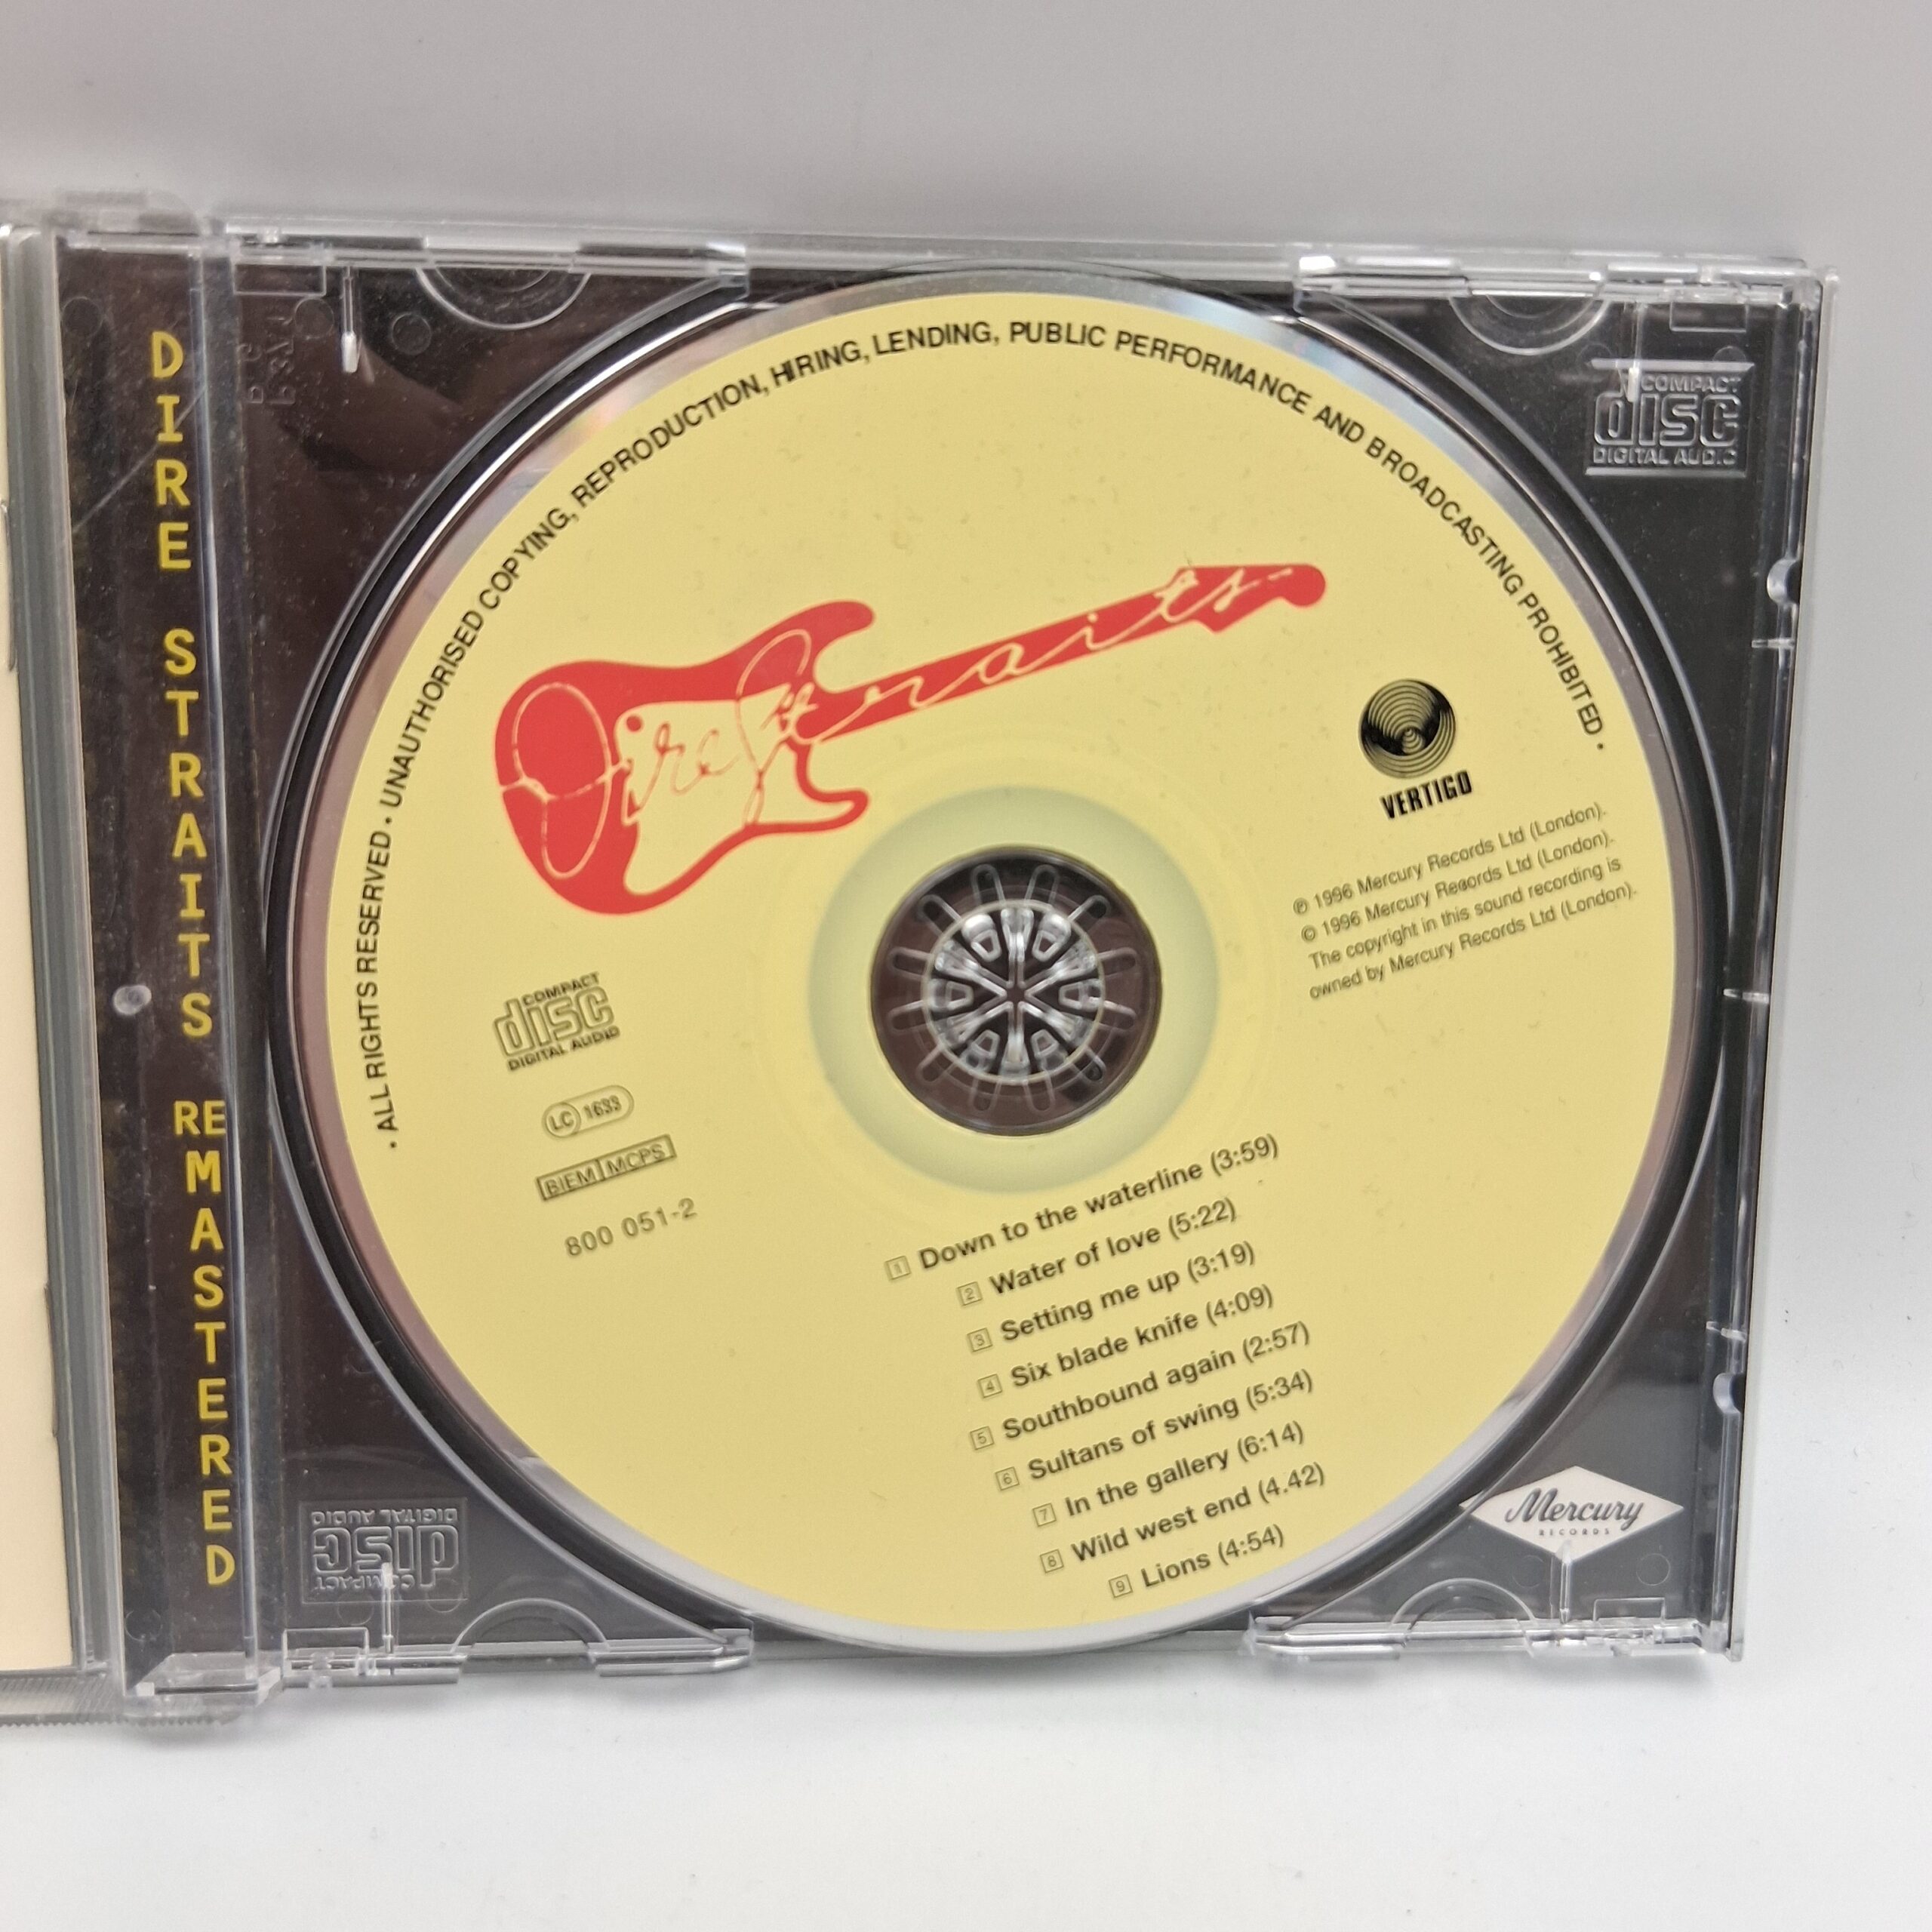 DIRE STRAITS REMASTERED
• ALL RIGHTS RESERVED • UNAUTHORISED COPYING, REPRODUCTION, HIRING, LENDING, PUBLIC PERFORMANCE AND BROADCASTING PROHIBITED •
COMPACT
disc
DIGITAL AUDIO
Dire Straits
VERTIGO
℗ 1996 Mercury Records Ltd (London).
© 1996 Mercury Records Ltd (London).
The copyright in this sound recording is
owned by Mercury Records Ltd (London).
COMPACT
disc
DIGITAL AUDIO
LC 1633
BIEM MCPS
800 051-2
1 Down to the waterline (3:59)
2 Water of love (5:22)
3 Setting me up (3:19)
4 Six blade knife (4:09)
5 Southbound again (2:57)
6 Sultans of swing (5:34)
7 In the gallery (6:14)
8 Wild west end (4.42)
9 Lions (4:54)
COMPACT
disc
DIGITAL AUDIO
Mercury
RECORDS